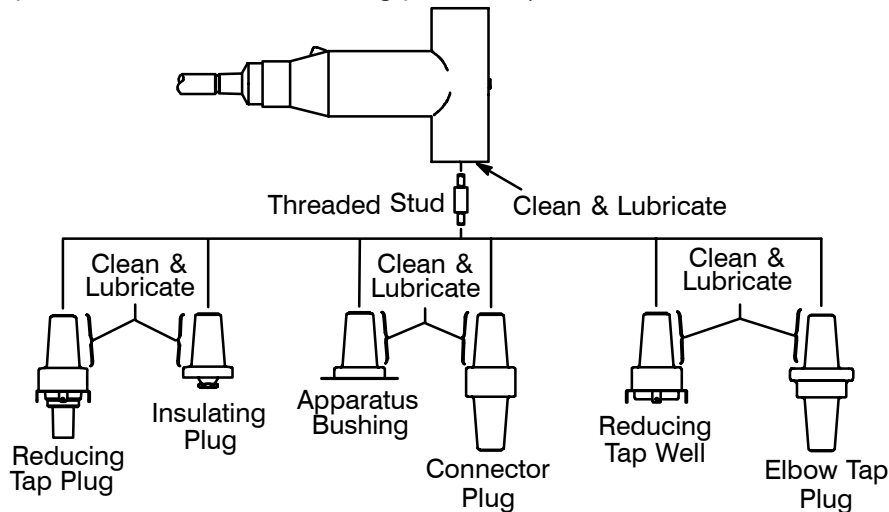 Threaded Stud
Clean & Lubricate
Clean &
Lubricate
Clean &
Lubricate
Clean &
Lubricate
Reducing
Tap Plug
Insulating
Plug
Apparatus
Bushing
Connector
Plug
Reducing
Tap Well
Elbow Tap
Plug